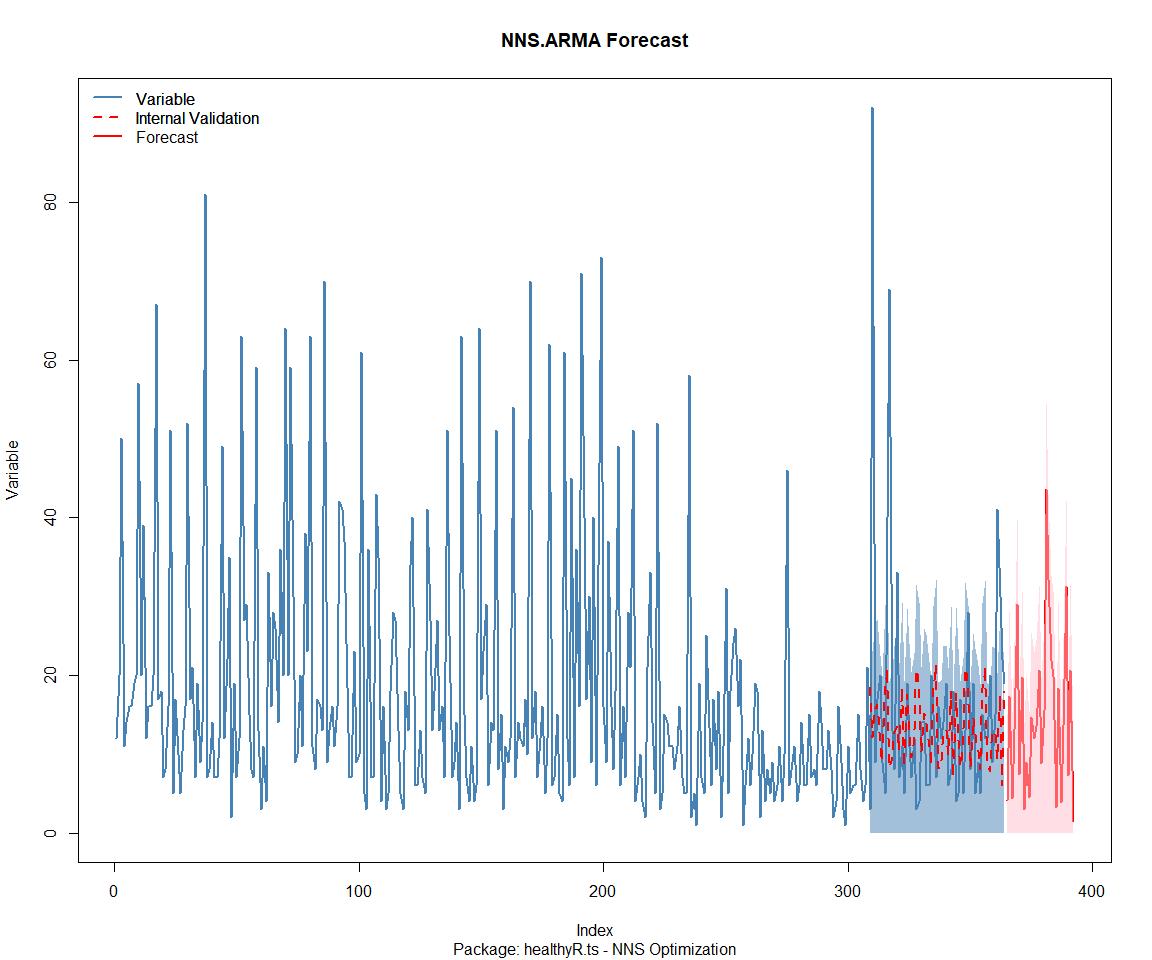 NNS.ARMA Forecast
Variable
Internal Validation
Forecast
80
60
40
20
0
Variable
0
100
200
300
400
Index
Package: healthyR.ts - NNS Optimization